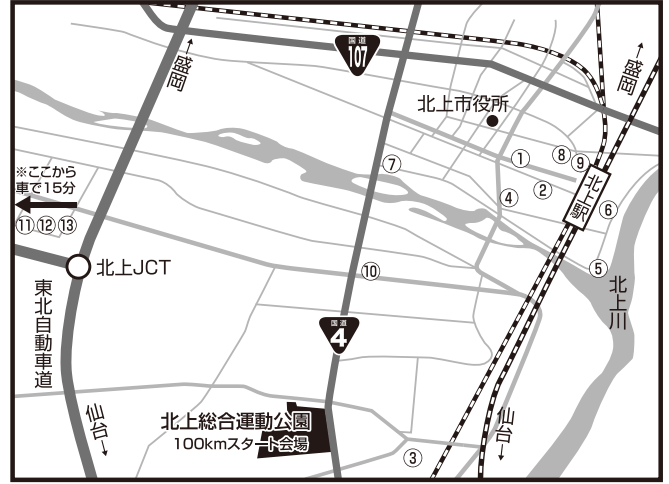 国道
107
盛岡
盛岡
北上市役所
①
⑧
⑨
⑦
※ここから
車で15分
②
④
北上駅
⑥
⑪⑫⑬
北上JCT
⑩
⑤
北上川
東北自動車道
国道
4
仙台
北上総合運動公園
100kmスタート会場
仙台
③